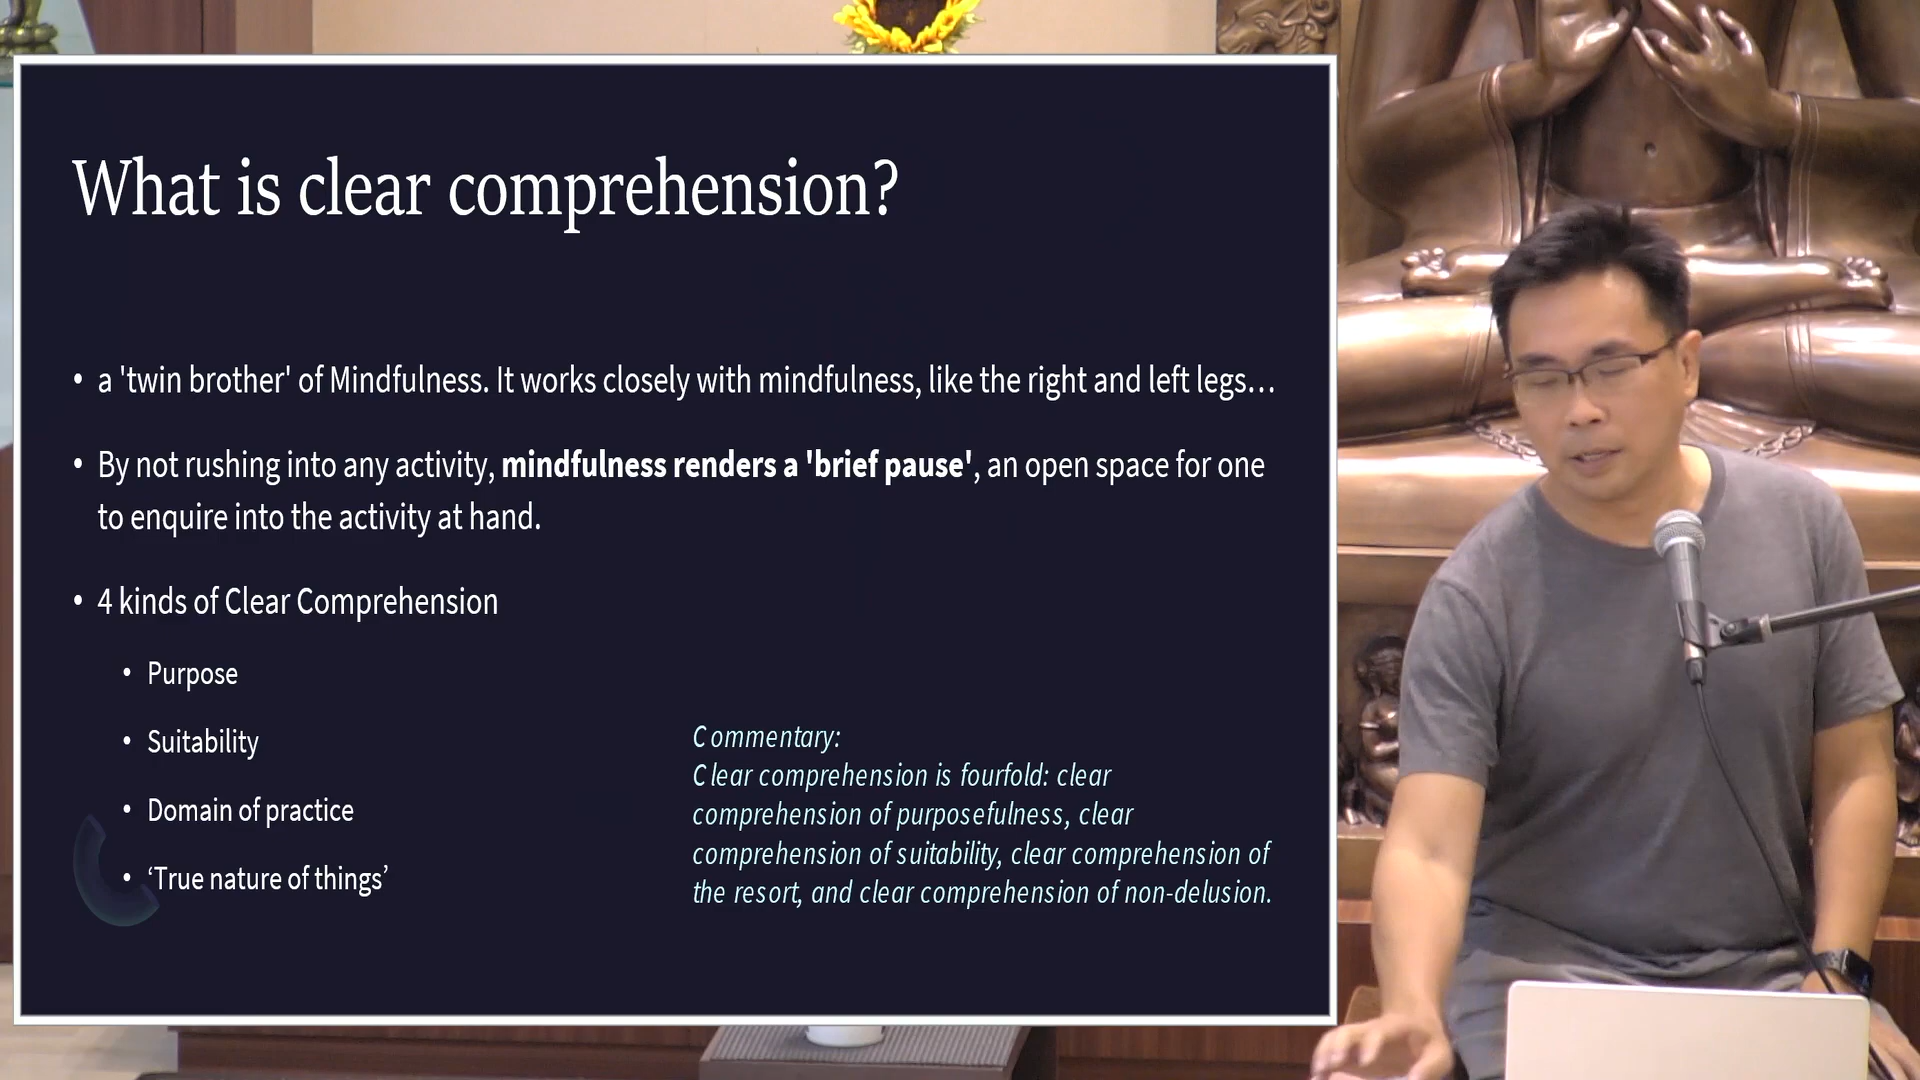 What is clear comprehension?
• a 'twin brother' of Mindfulness. It works closely with mindfulness, like the right and left legs…
• By not rushing into any activity, mindfulness renders a 'brief pause', an open space for one
to enquire into the activity at hand.
• 4 kinds of Clear Comprehension
• Purpose
• Suitability
• Domain of practice
• ‘True nature of things’
Commentary:
Clear comprehension is fourfold: clear
comprehension of purposefulness, clear
comprehension of suitability, clear comprehension of
the resort, and clear comprehension of non-delusion.